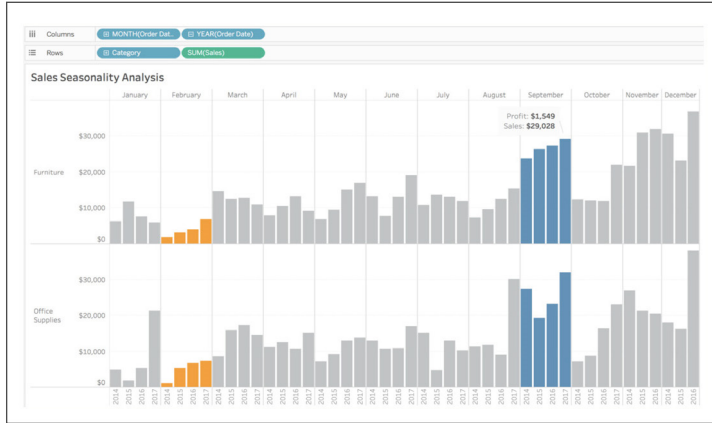 Columns MONTH(Order Dat.. YEAR(Order Date)
Rows Category SUM(Sales)
Sales Seasonality Analysis
January February March April May June July August September October November December
Profit: $1,549
Sales: $29,028
Furniture
$30,000
$20,000
$10,000
$0
Office
Supplies
$30,000
$20,000
$10,000
$0
2014 2015 2016 2017 2014 2015 2016 2017 2014 2015 2016 2017 2014 2015 2016 2017 2014 2015 2016 2017 2014 2015 2016 2017 2014 2015 2016 2017 2014 2015 2016 2017 2014 2015 2016 2017 2014 2015 2016 2017 2014 2015 2016 2014 2015 2016